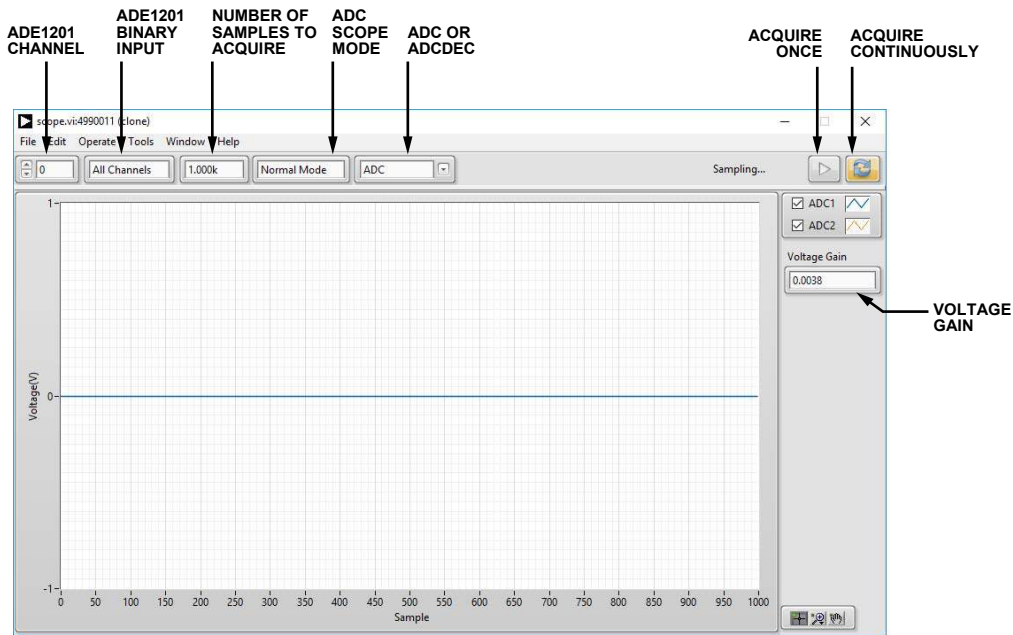 ADE1201
CHANNEL
ADE1201
BINARY
INPUT
NUMBER OF
SAMPLES TO
ACQUIRE
ADC
SCOPE
MODE
ADC OR
ADCDEC
ACQUIRE
ONCE
ACQUIRE
CONTINUOUSLY
scope.vi:4990011 (clone)
File Edit Operate Tools Window Help
0 All Channels 1.000k Normal Mode ADC Sampling...
ADC1
ADC2
Voltage Gain
0.0038
VOLTAGE
GAIN
Voltage(V)
1
0
-1
0 50 100 150 200 250 300 350 400 450 500 550 600 650 700 750 800 850 900 950 1000
Sample